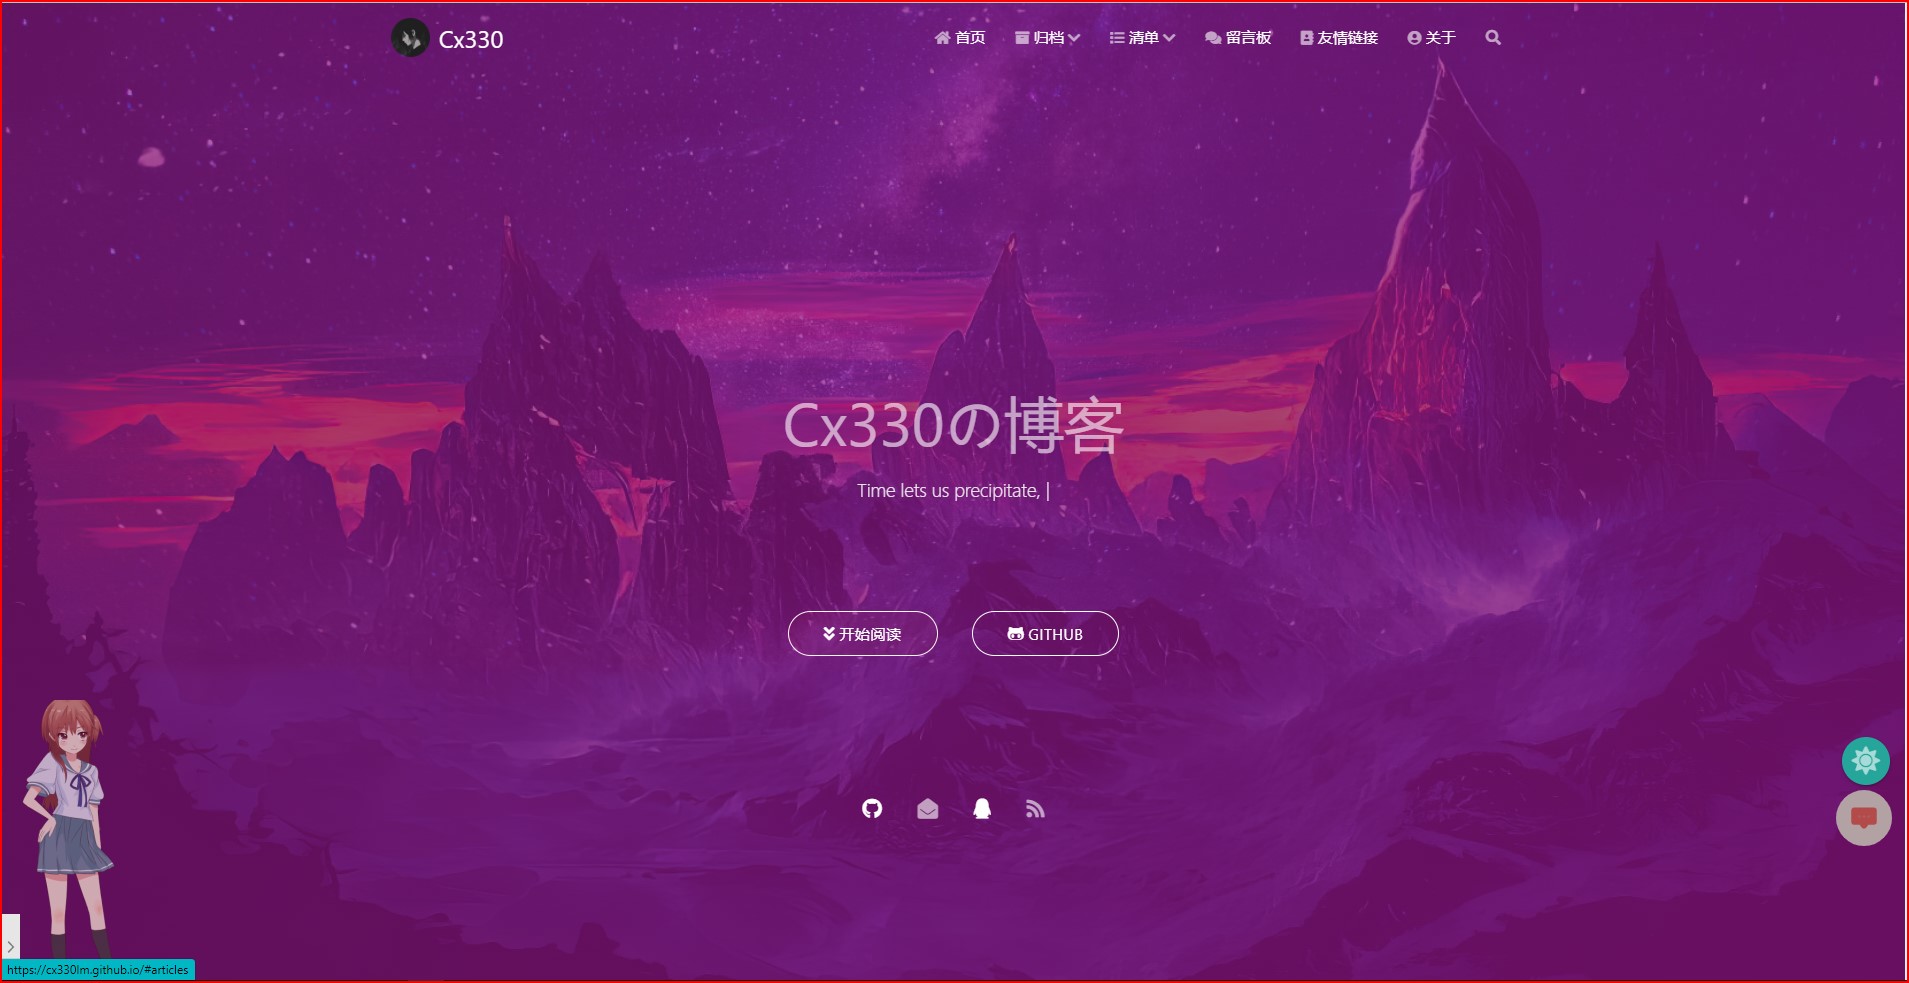 Cx330
首页
归档
清单
留言板
友情链接
关于
Cx330の博客
Time lets us precipitate, |
开始阅读
GITHUB
https://cx330lm.github.io/#articles